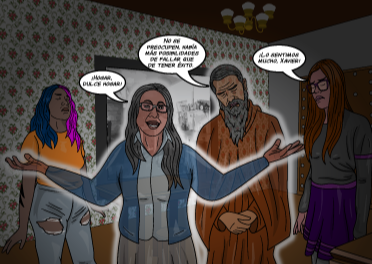 ¡HOGAR,
DULCE HOGAR!
NO SE
PREOCUPEN, HABÍA
MÁS POSIBILIDADES
DE FALLAR QUE
DE TENER ÉXITO.
¡LO SENTIMOS
MUCHO, XAVIER!